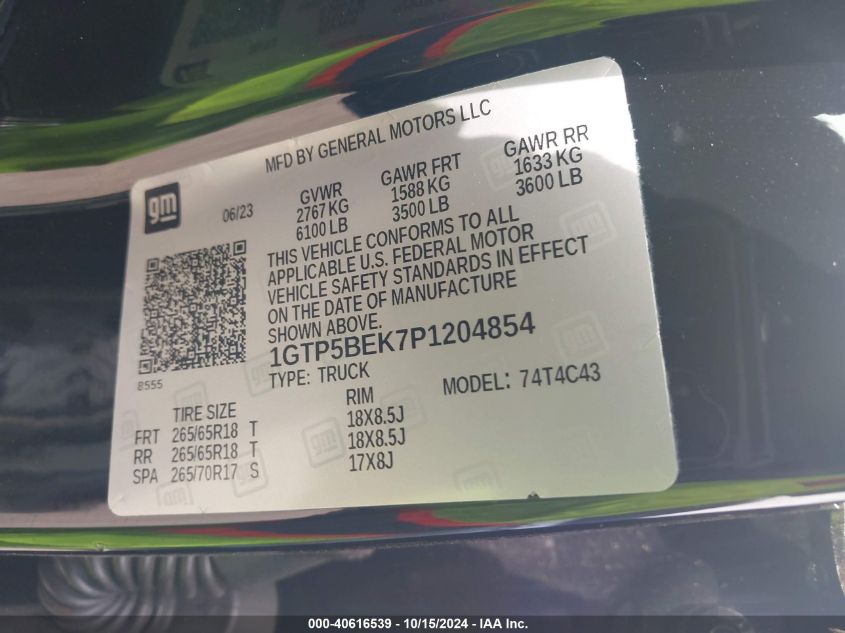 MFD BY GENERAL MOTORS LLC
gm
06/23
GVWR GAWR FRT GAWR RR
2767 KG 1588 KG 1633 KG
6100 LB 3500 LB 3600 LB
THIS VEHICLE CONFORMS TO ALL
APPLICABLE U.S. FEDERAL MOTOR
VEHICLE SAFETY STANDARDS IN EFFECT
ON THE DATE OF MANUFACTURE
SHOWN ABOVE.
8555
1GTP5BEK7P1204854
TYPE: TRUCK MODEL: 74T4C43
TIRE SIZE RIM
FRT 265/65R18 T 18X8.5J
RR 265/65R18 T 18X8.5J
SPA 265/70R17 S 17X8J
000-40616539 - 10/15/2024 - IAA Inc.